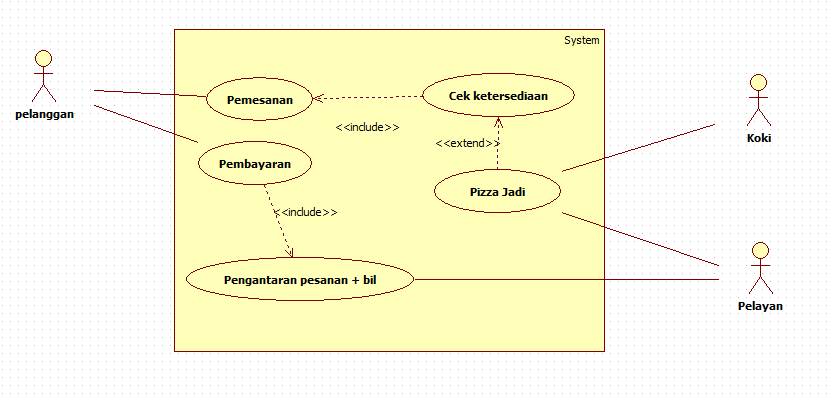 System
pelanggan
Pemesanan
Cek ketersediaan
Koki
<<include>>
<<extend>>
Pembayaran
Pizza Jadi
<<include>>
Pengantaran pesanan + bil
Pelayan